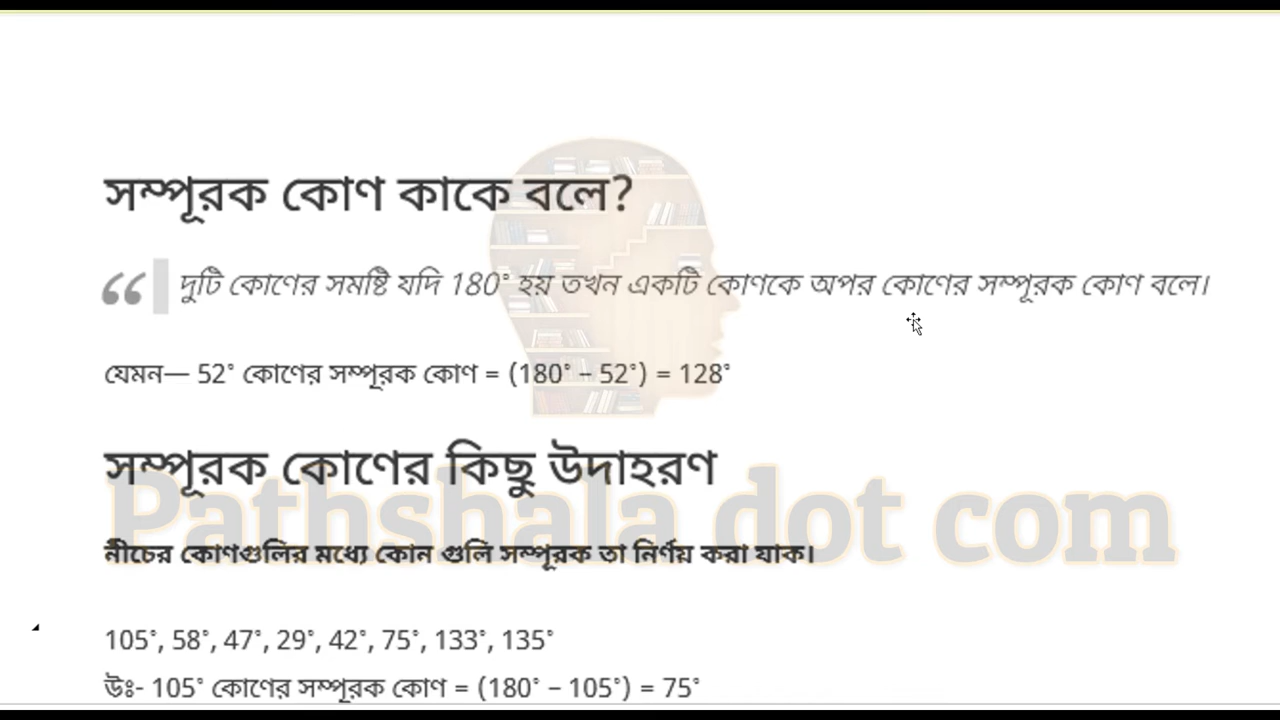 সম্পূরক কোণ কাকে বলে?
“ দুটি কোণের সমষ্টি যদি 180° হয় তখন একটি কোণকে অপর কোণের সম্পূরক কোণ বলে।
যেমন— 52° কোণের সম্পূরক কোণ = (180° – 52°) = 128°
সম্পূরক কোণের কিছু উদাহরণ
Pathshala dot com
নীচের কোণগুলির মধ্যে কোন গুলি সম্পূরক তা নির্ণয় করা যাক।
105°, 58°, 47°, 29°, 42°, 75°, 133°, 135°
উঃ- 105° কোণের সম্পূরক কোণ = (180° – 105°) = 75°